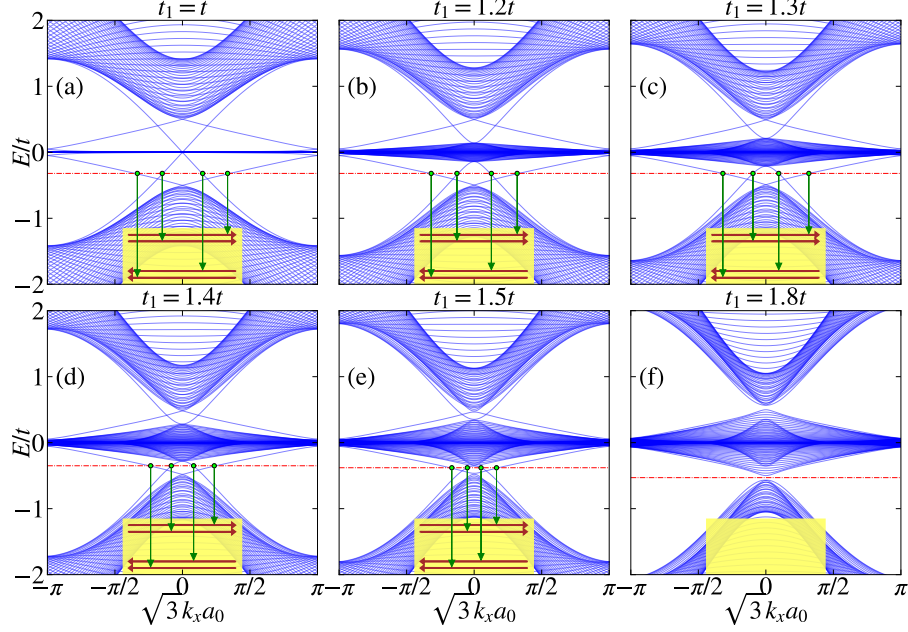 t₁ = t
t₁ = 1.2t
t₁ = 1.3t
2
1
0
−1
−2
E/t
(a)
(b)
(c)
t₁ = 1.4t
t₁ = 1.5t
t₁ = 1.8t
2
1
0
−1
−2
E/t
(d)
(e)
(f)
−π −π/2 0 π/2 π
−π/2 0 π/2 π
−π/2 0 π/2 π
√3 kₓa₀
√3 kₓa₀
√3 kₓa₀